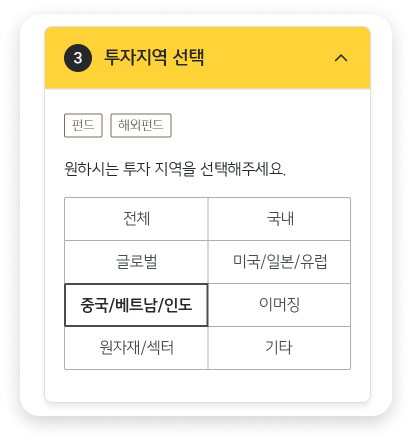 3 투자지역 선택
펀드 해외펀드
원하시는 투자 지역을 선택해주세요.
전체 국내
글로벌 미국/일본/유럽
중국/베트남/인도 이머징
원자재/섹터 기타